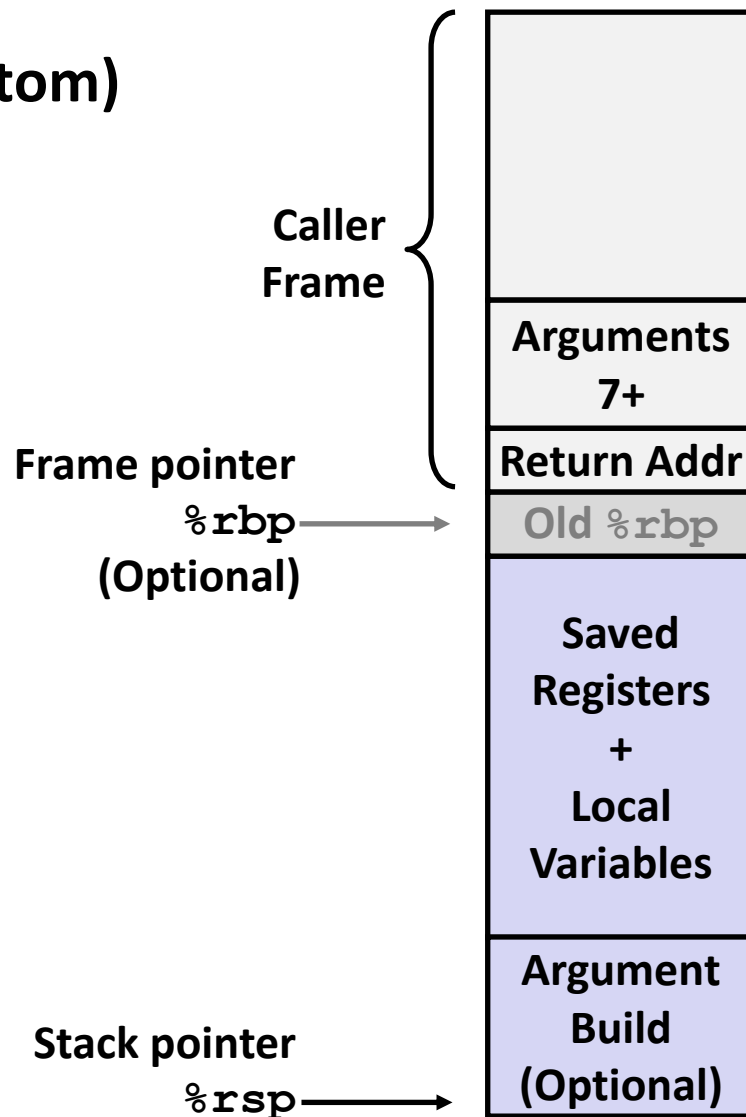 tom)
Caller
Frame
Arguments
7+
Return Addr
Frame pointer
%rbp
(Optional)
Old %rbp
Saved
Registers
+
Local
Variables
Argument
Build
(Optional)
Stack pointer
%rsp